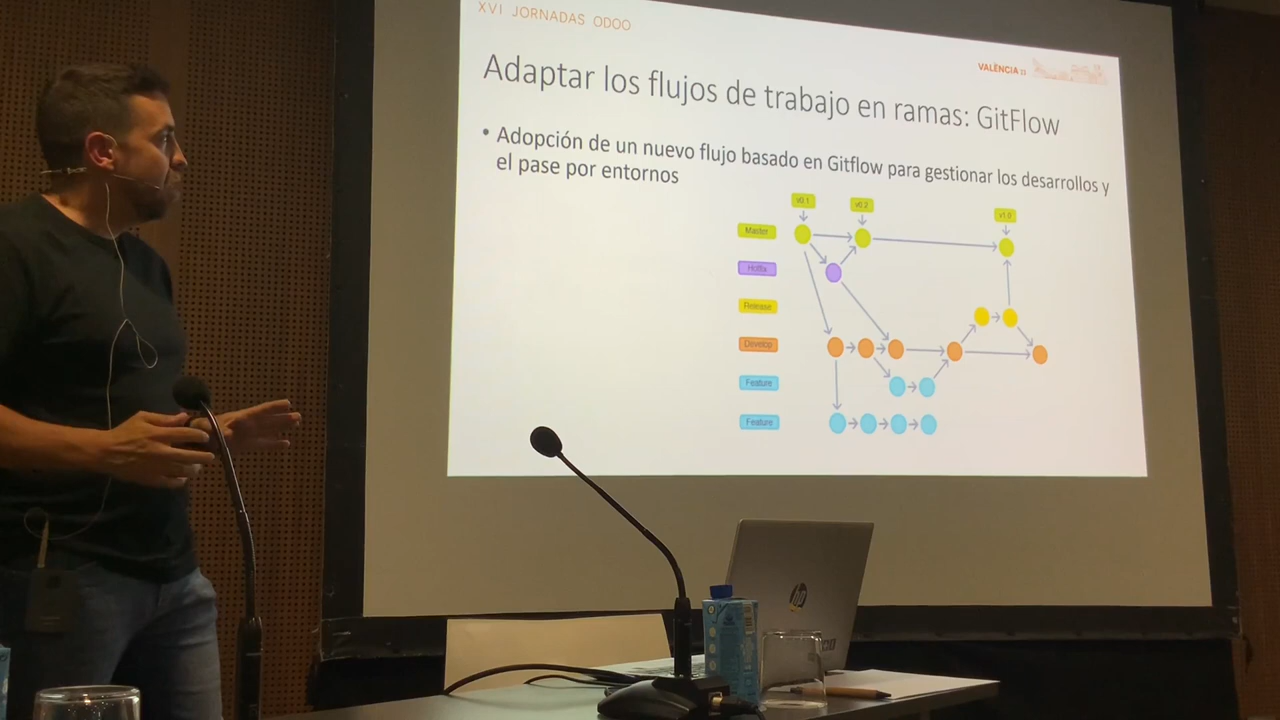 XVI JORNADAS ODOO
VALÈNCIA 23
Adaptar los flujos de trabajo en ramas: GitFlow
• Adopción de un nuevo flujo basado en Gitflow para gestionar los desarrollos y
el pase por entornos
v0.1
v0.2
v1.0
Master
Hotfix
Release
Develop
Feature
Feature
hp